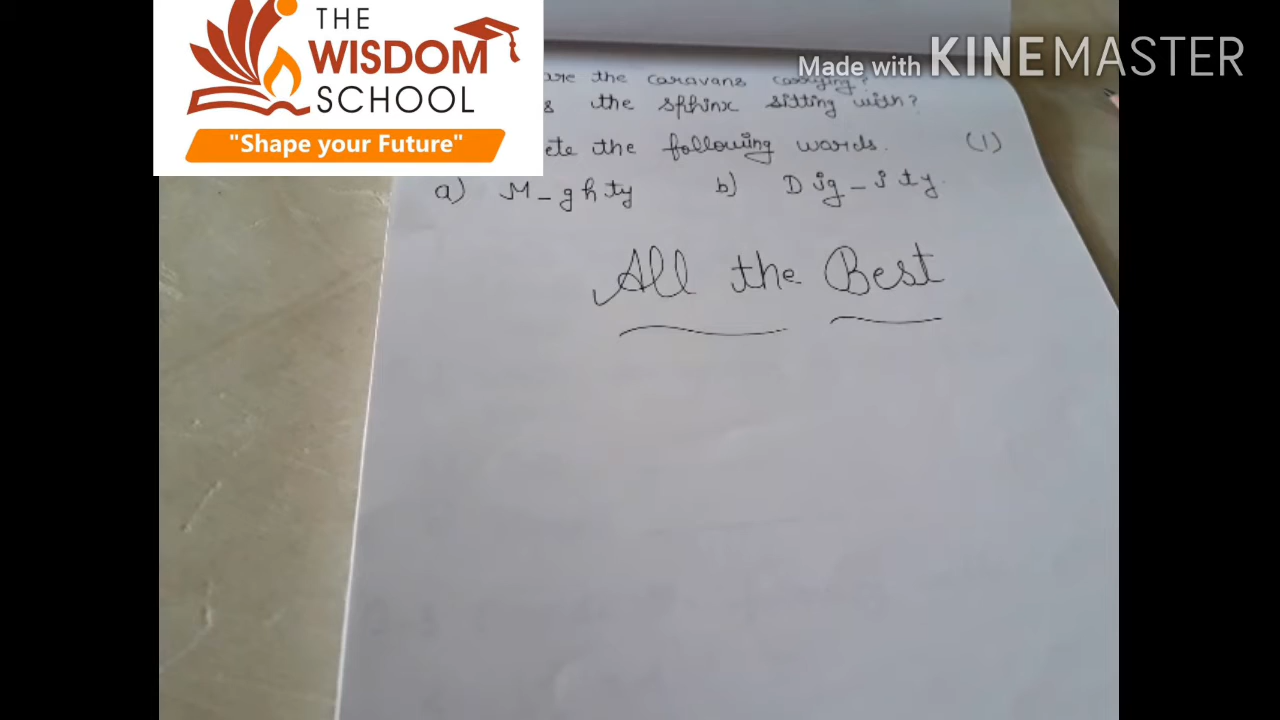 THE
WISDOM
SCHOOL
"Shape your Future"
Made with KINEMASTER
are the caravans carrying?
s the sphinx sitting with?
ete the following words. (1)
a) M_ghty b) Dig_ity.
All the Best